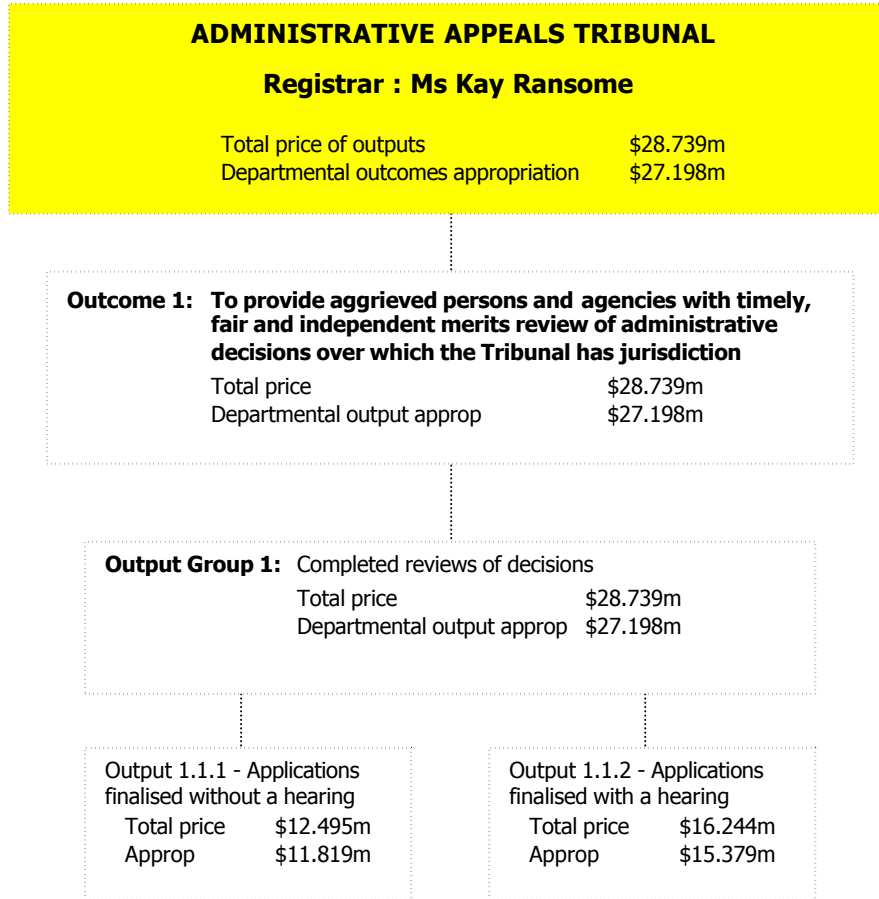 ADMINISTRATIVE APPEALS TRIBUNAL
Registrar : Ms Kay Ransome
Total price of outputs $28.739m
Departmental outcomes appropriation $27.198m
Outcome 1: To provide aggrieved persons and agencies with timely,
fair and independent merits review of administrative
decisions over which the Tribunal has jurisdiction
Total price $28.739m
Departmental output approp $27.198m
Output Group 1: Completed reviews of decisions
Total price $28.739m
Departmental output approp $27.198m
Output 1.1.1 - Applications
finalised without a hearing
Total price $12.495m
Approp $11.819m
Output 1.1.2 - Applications
finalised with a hearing
Total price $16.244m
Approp $15.379m